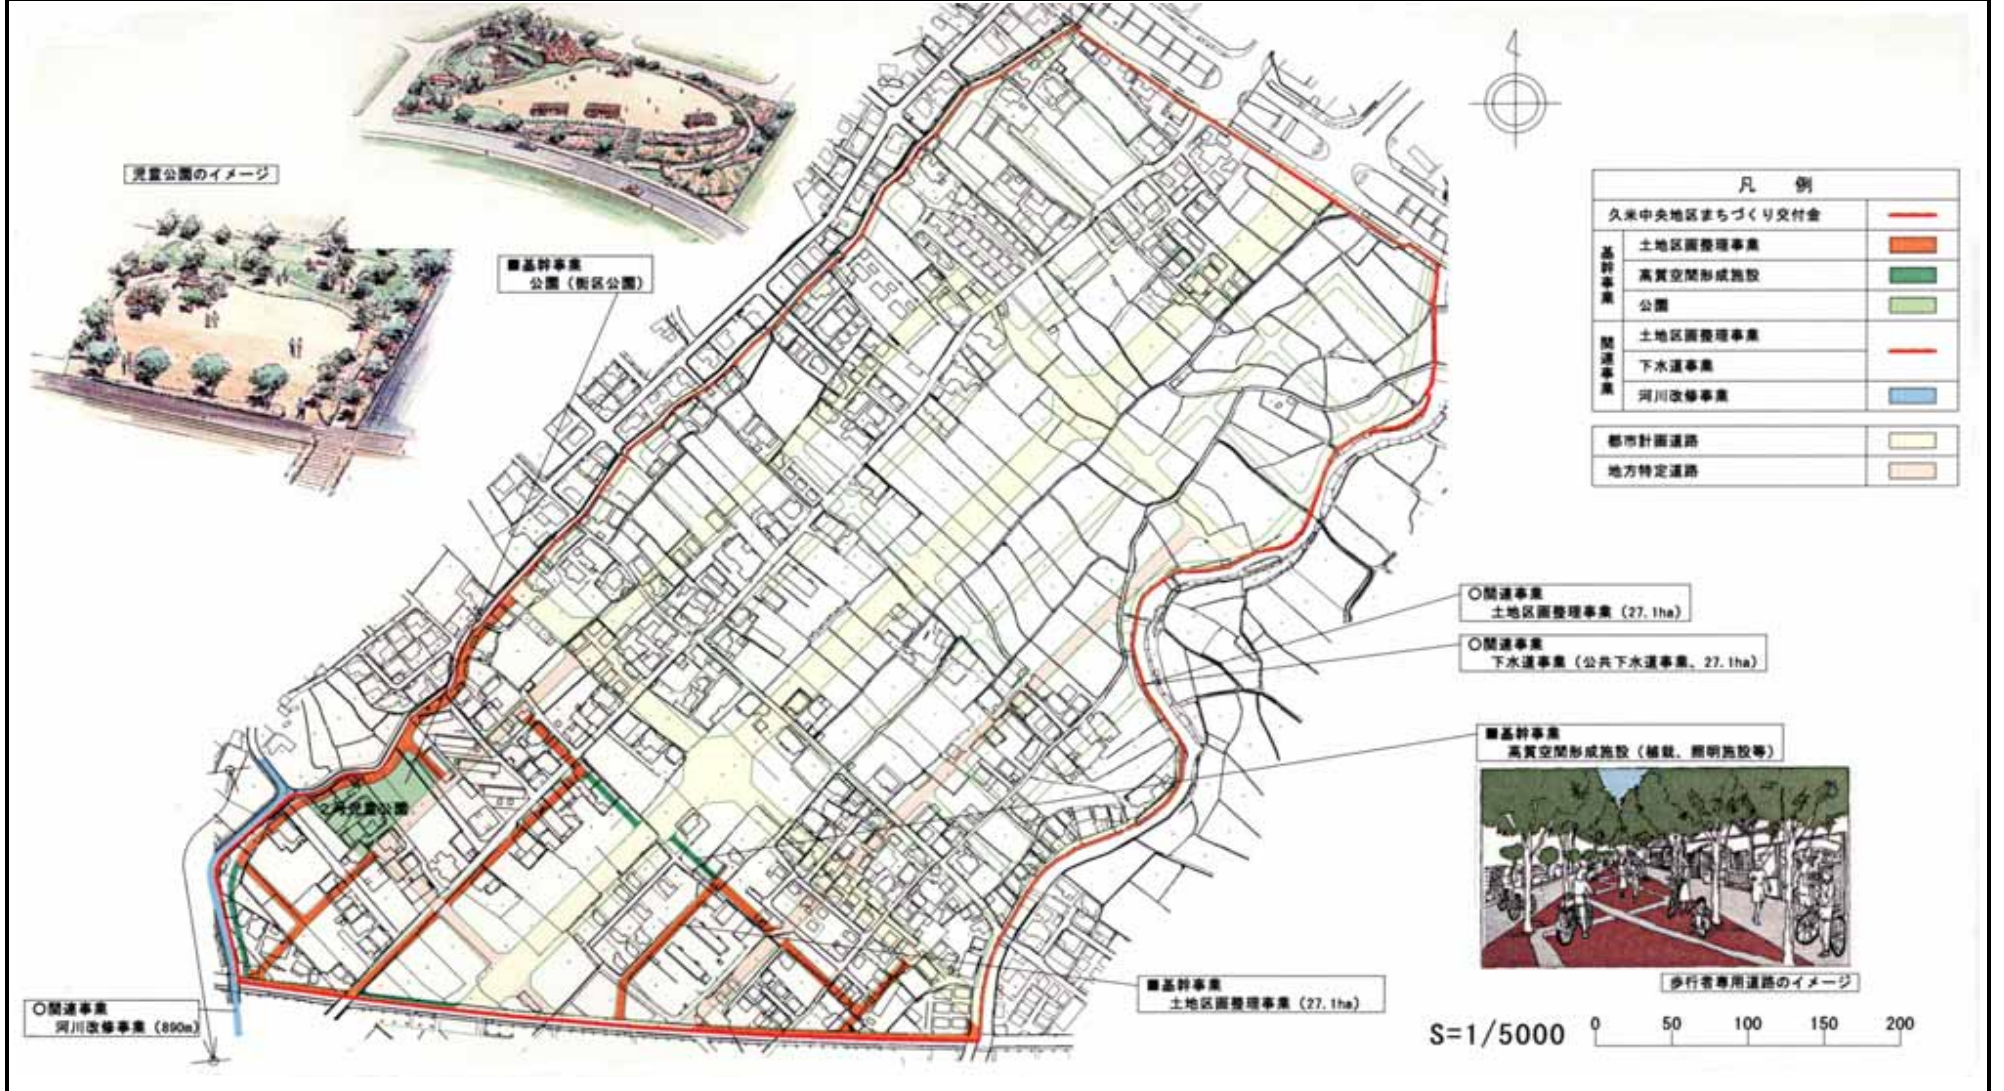 児童公園のイメージ
■基幹事業
公園（街区公園）
凡　例
久米中央地区まちづくり交付金
基幹事業
土地区画整理事業
高質空間形成施設
公園
関連事業
土地区画整理事業
下水道事業
河川改修事業
都市計画道路
地方特定道路
○関連事業
土地区画整理事業（27.1ha）
○関連事業
下水道事業（公共下水道事業、27.1ha）
■基幹事業
高質空間形成施設（植栽、照明施設等）
2号児童公園
歩行者専用道路のイメージ
■基幹事業
土地区画整理事業（27.1ha）
○関連事業
河川改修事業（890m）
S=1/5000
0 50 100 150 200